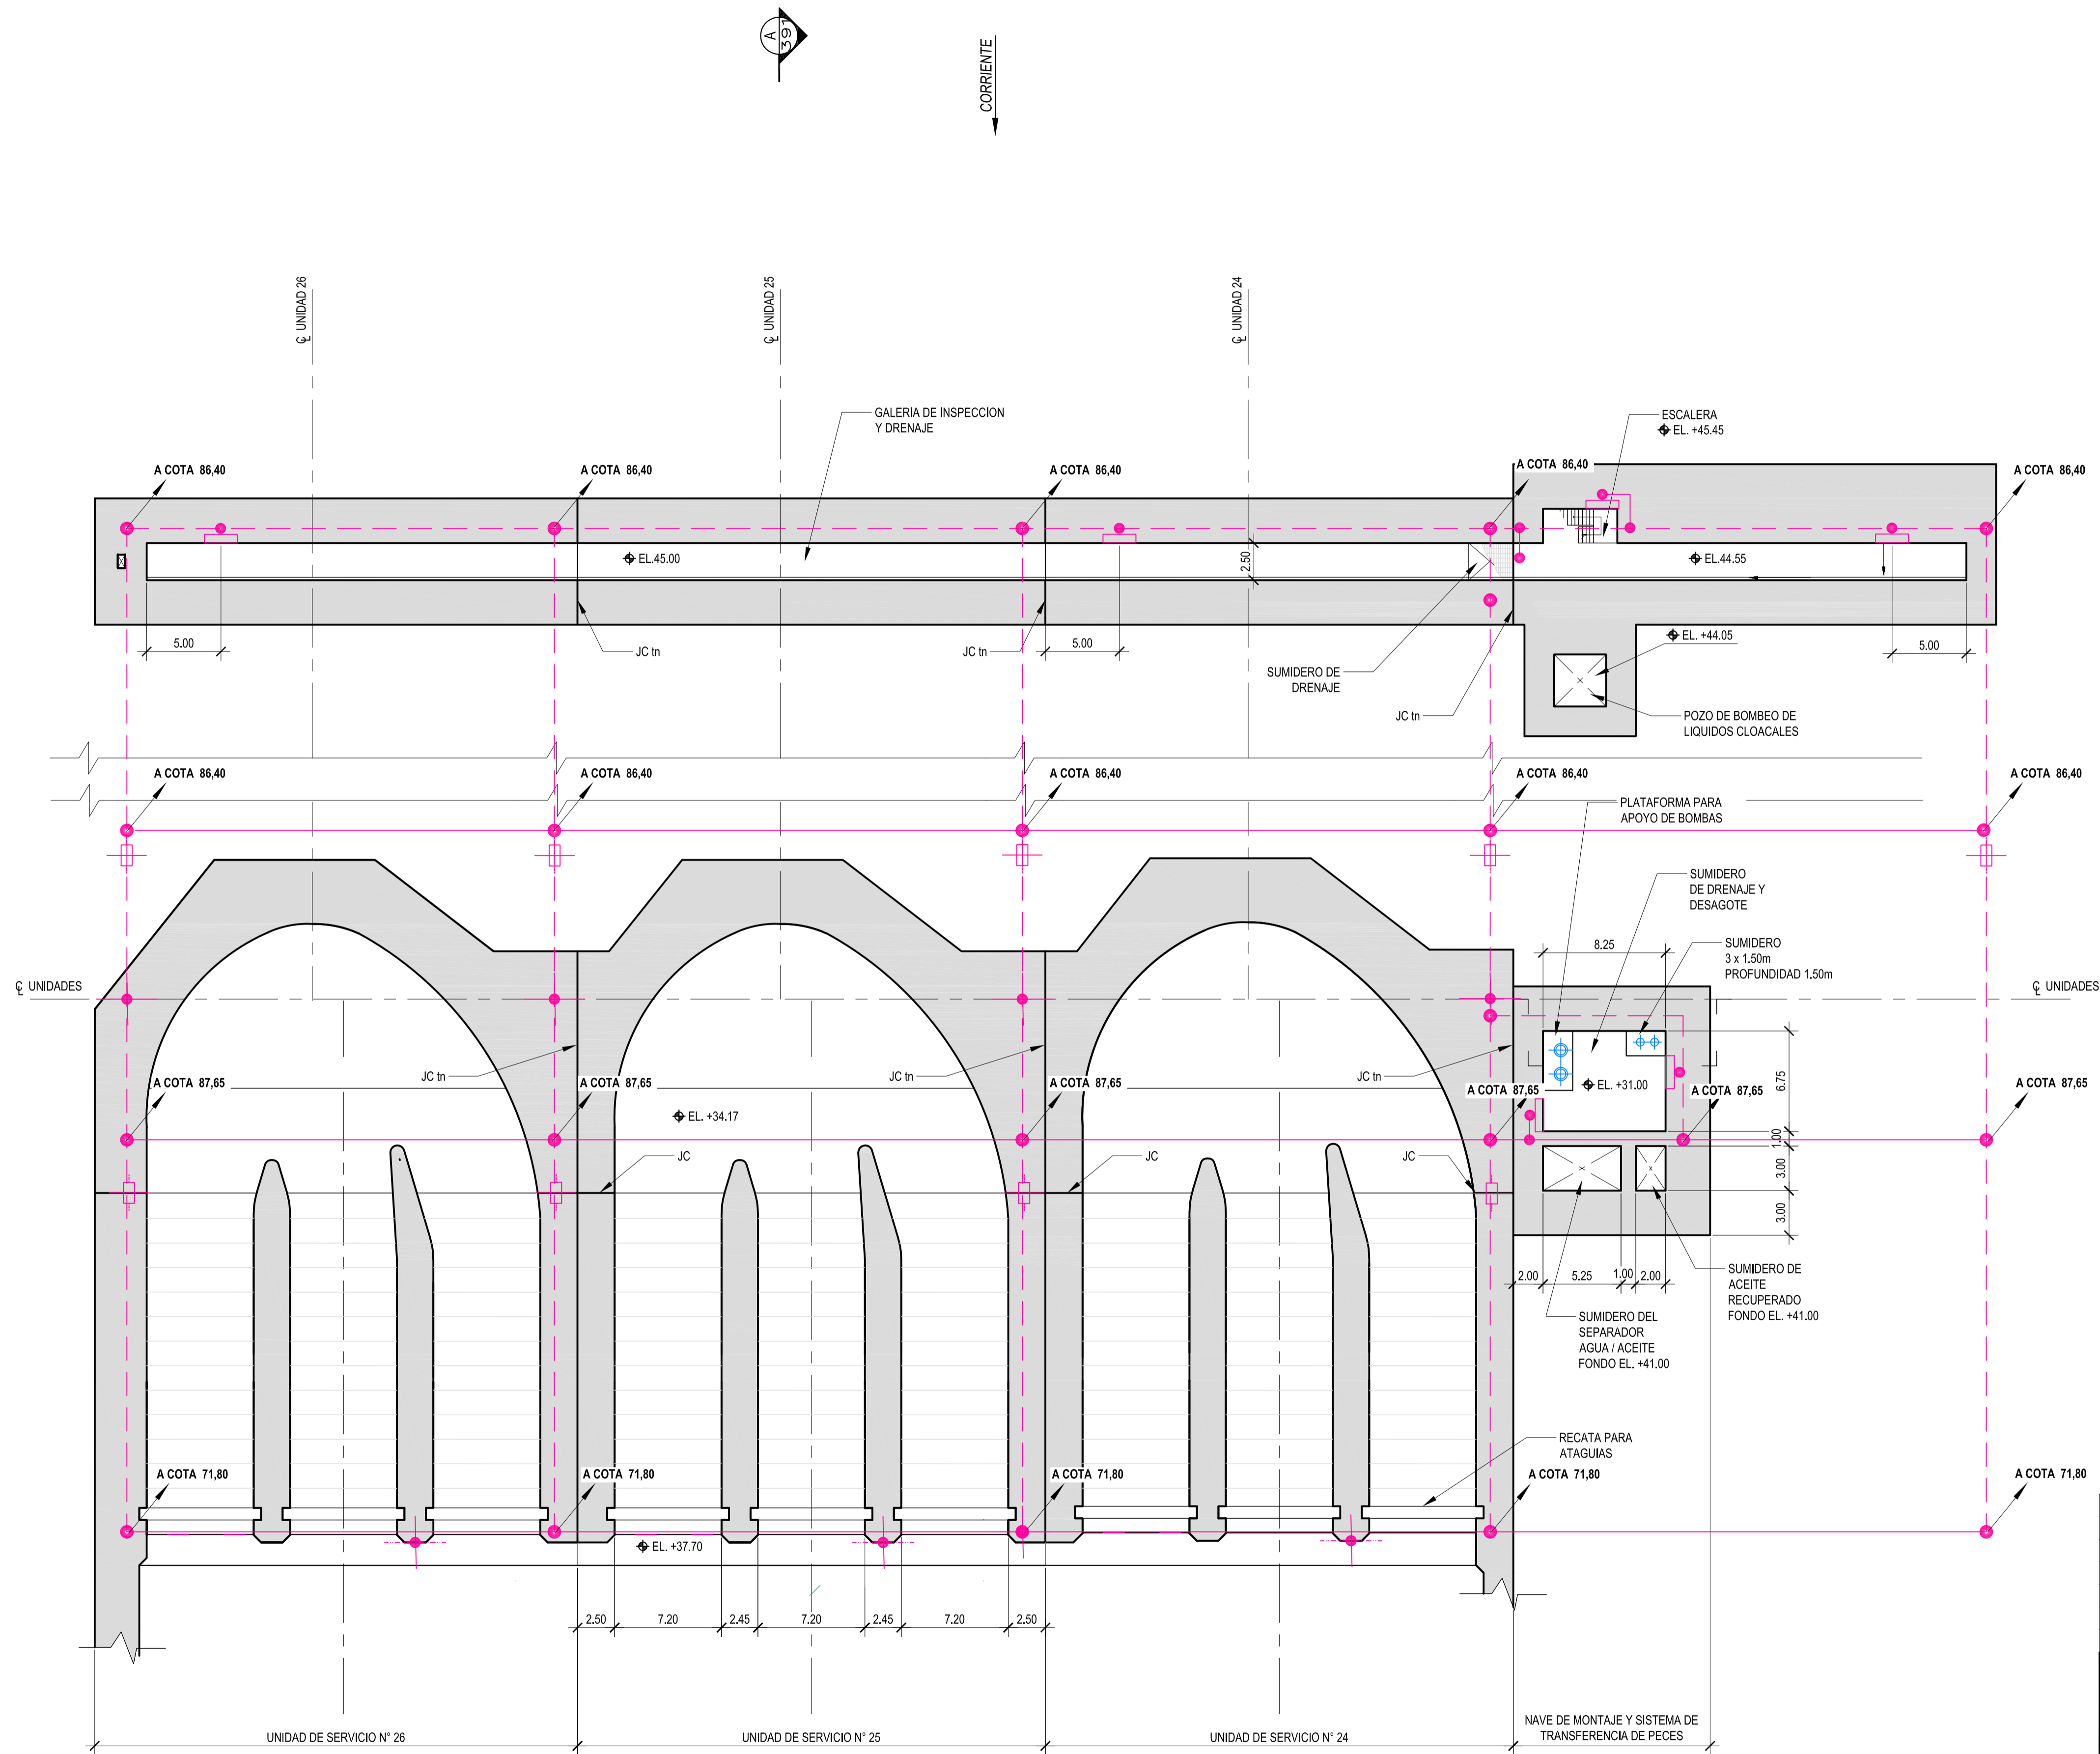 A
391
CORRIENTE
℄ UNIDAD 26
℄ UNIDAD 25
℄ UNIDAD 24
GALERIA DE INSPECCION
Y DRENAJE
ESCALERA
EL. +45.45
A COTA 86,40
A COTA 86,40
A COTA 86,40
A COTA 86,40
A COTA 86,40
EL.45.00
2.50
EL.44.55
5.00
JC tn
JC tn
5.00
SUMIDERO DE
DRENAJE
EL. +44.05
5.00
JC tn
POZO DE BOMBEO DE
LIQUIDOS CLOACALES
A COTA 86,40
A COTA 86,40
A COTA 86,40
A COTA 86,40
A COTA 86,40
PLATAFORMA PARA
APOYO DE BOMBAS
SUMIDERO
DE DRENAJE Y
DESAGOTE
8.25
SUMIDERO
3 x 1.50m
PROFUNDIDAD 1.50m
℄ UNIDADES
℄ UNIDADES
JC tn
JC tn
JC tn
A COTA 87,65
A COTA 87,65
A COTA 87,65
A COTA 87,65
EL. +31.00
A COTA 87,65
A COTA 87,65
6.75
EL. +34.17
JC
JC
JC
1.00
3.00
3.00
2.00
5.25
1.00
2.00
SUMIDERO DE
ACEITE
RECUPERADO
FONDO EL. +41.00
SUMIDERO DEL
SEPARADOR
AGUA / ACEITE
FONDO EL. +41.00
RECATA PARA
ATAGUIAS
A COTA 71,80
A COTA 71,80
A COTA 71,80
A COTA 71,80
A COTA 71,80
EL. +37.70
2.50
7.20
2.45
7.20
2.45
7.20
2.50
UNIDAD DE SERVICIO N° 26
UNIDAD DE SERVICIO N° 25
UNIDAD DE SERVICIO N° 24
NAVE DE MONTAJE Y SISTEMA DE
TRANSFERENCIA DE PECES